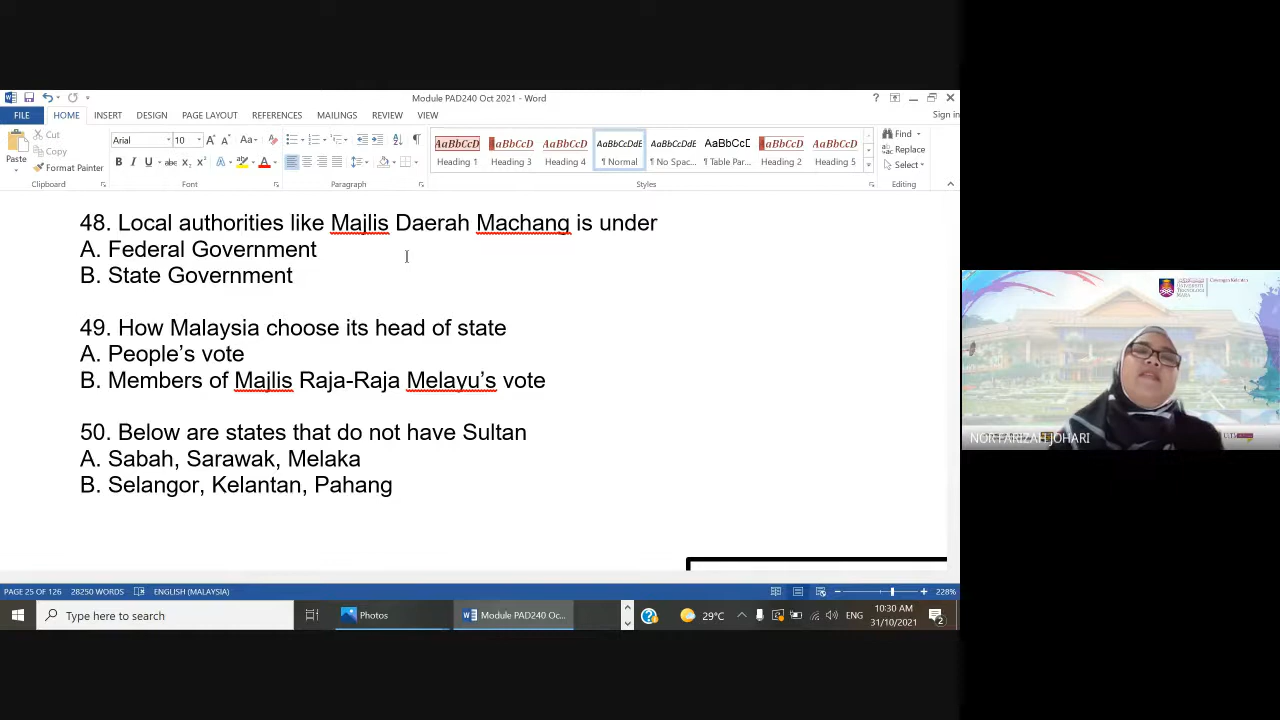 Module PAD240 Oct 2021 - Word
FILE HOME INSERT DESIGN PAGE LAYOUT REFERENCES MAILINGS REVIEW VIEW Sign in
Cut
Copy
Format Painter
Paste
Arial 10
AaBbCcD AaBbCcD AaBbCcD AaBbCcDdE AaBbCcDdE AaBbCc AaBbCcD AaBbCcD
Heading 1 Heading 3 Heading 4 ¶ Normal ¶ No Spac... ¶ Table Par... Heading 2 Heading 5
Find
Replace
Select
Clipboard Font Paragraph Styles Editing
48. Local authorities like Majlis Daerah Machang is under
A. Federal Government
B. State Government
49. How Malaysia choose its head of state
A. People’s vote
B. Members of Majlis Raja-Raja Melayu’s vote
50. Below are states that do not have Sultan
A. Sabah, Sarawak, Melaka
B. Selangor, Kelantan, Pahang
PAGE 25 OF 126 28250 WORDS ENGLISH (MALAYSIA) 228%
Type here to search Photos Module PAD240 Oc... 29°C ENG 10:30 AM
31/10/2021
2
NOR FARIZAH JOHARI